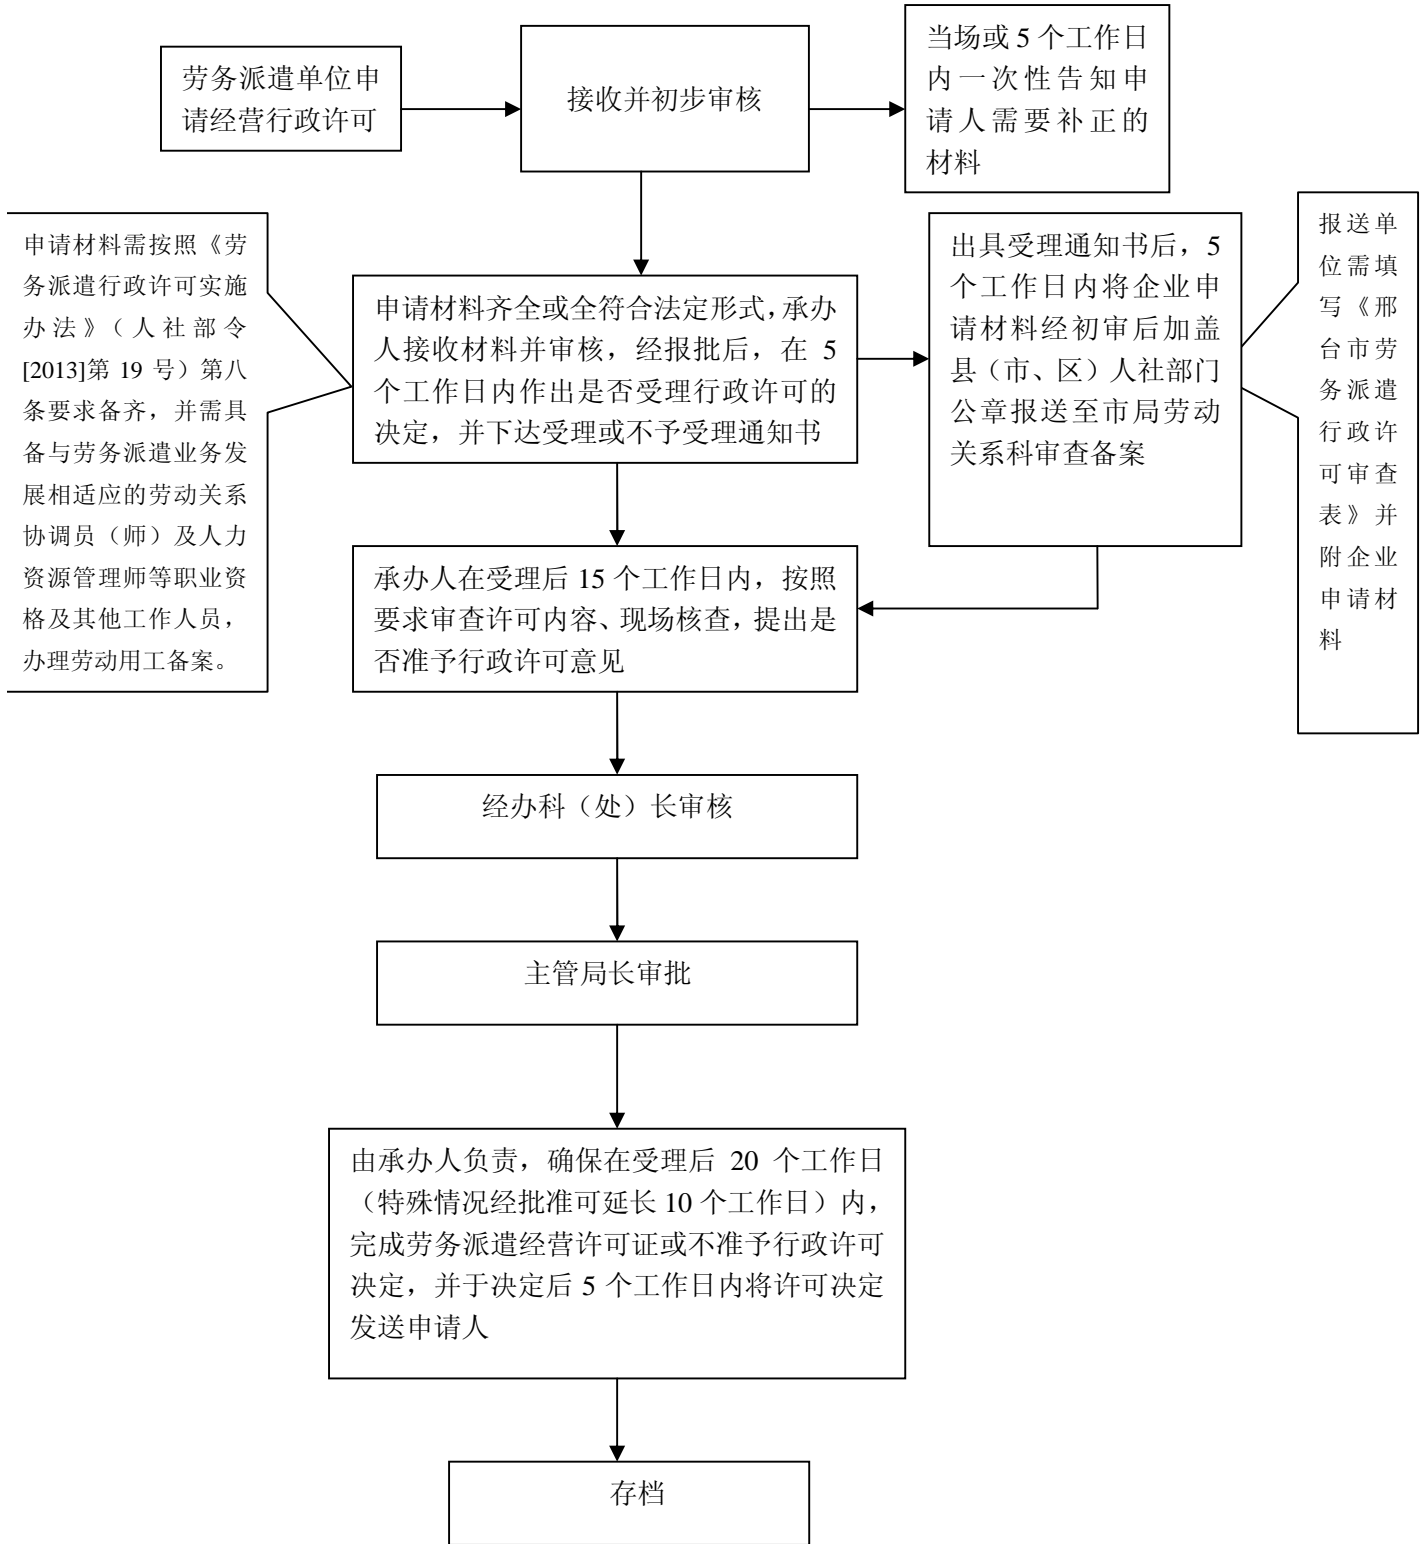 劳务派遣单位申
请经营行政许可
接收并初步审核
当场或 5 个工作日
内一次性告知申
请人需要补正的
材料
申请材料需按照《劳
务派遣行政许可实施
办法》（人社部令
[2013]第 19 号）第八
条要求备齐，并需具
备与劳务派遣业务发
展相适应的劳动关系
协调员（师）及人力
资源管理师等职业资
格及其他工作人员，
办理劳动用工备案。
申请材料齐全或全符合法定形式，承办
人接收材料并审核，经报批后，在 5
个工作日内作出是否受理行政许可的
决定，并下达受理或不予受理通知书
出具受理通知书后，5
个工作日内将企业申
请材料经初审后加盖
县（市、区）人社部门
公章报送至市局劳动
关系科审查备案
报送单
位需填
写《邢
台市劳
务派遣
行政许
可审查
表》并
附企业
申请材
料
承办人在受理后 15 个工作日内，按照
要求审查许可内容、现场核查，提出是
否准予行政许可意见
经办科（处）长审核
主管局长审批
由承办人负责，确保在受理后 20 个工作日
（特殊情况经批准可延长 10 个工作日）内，
完成劳务派遣经营许可证或不准予行政许可
决定，并于决定后 5 个工作日内将许可决定
发送申请人
存档